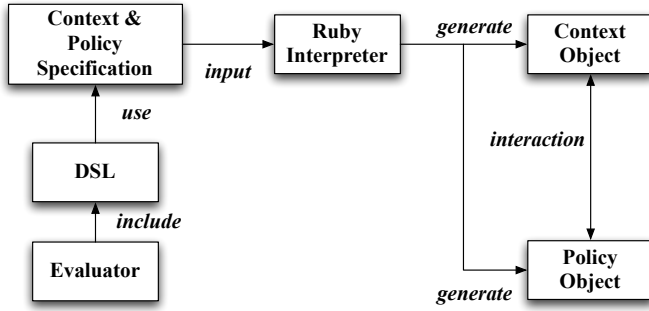 Context &
Policy
Specification
input
Ruby
Interpreter
generate
Context
Object
use
interaction
DSL
include
Evaluator
generate
Policy
Object